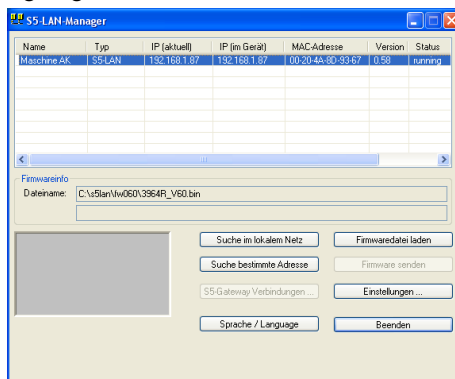 S5-LAN-Manager
Name Typ IP (aktuell) IP (im Gerät) MAC-Adresse Version Status
Maschine AK S5-LAN 192.168.1.87 192.168.1.87 00-20-4A-8D-93-67 0.58 running
Firmwareinfo
Dateiname: C:\s5lan\fw060\3964R_V60.bin
Suche im lokalem Netz Firmwaredatei laden
Suche bestimmte Adresse Firmware senden
S5-Gateway Verbindungen ... Einstellungen ...
Sprache / Language Beenden